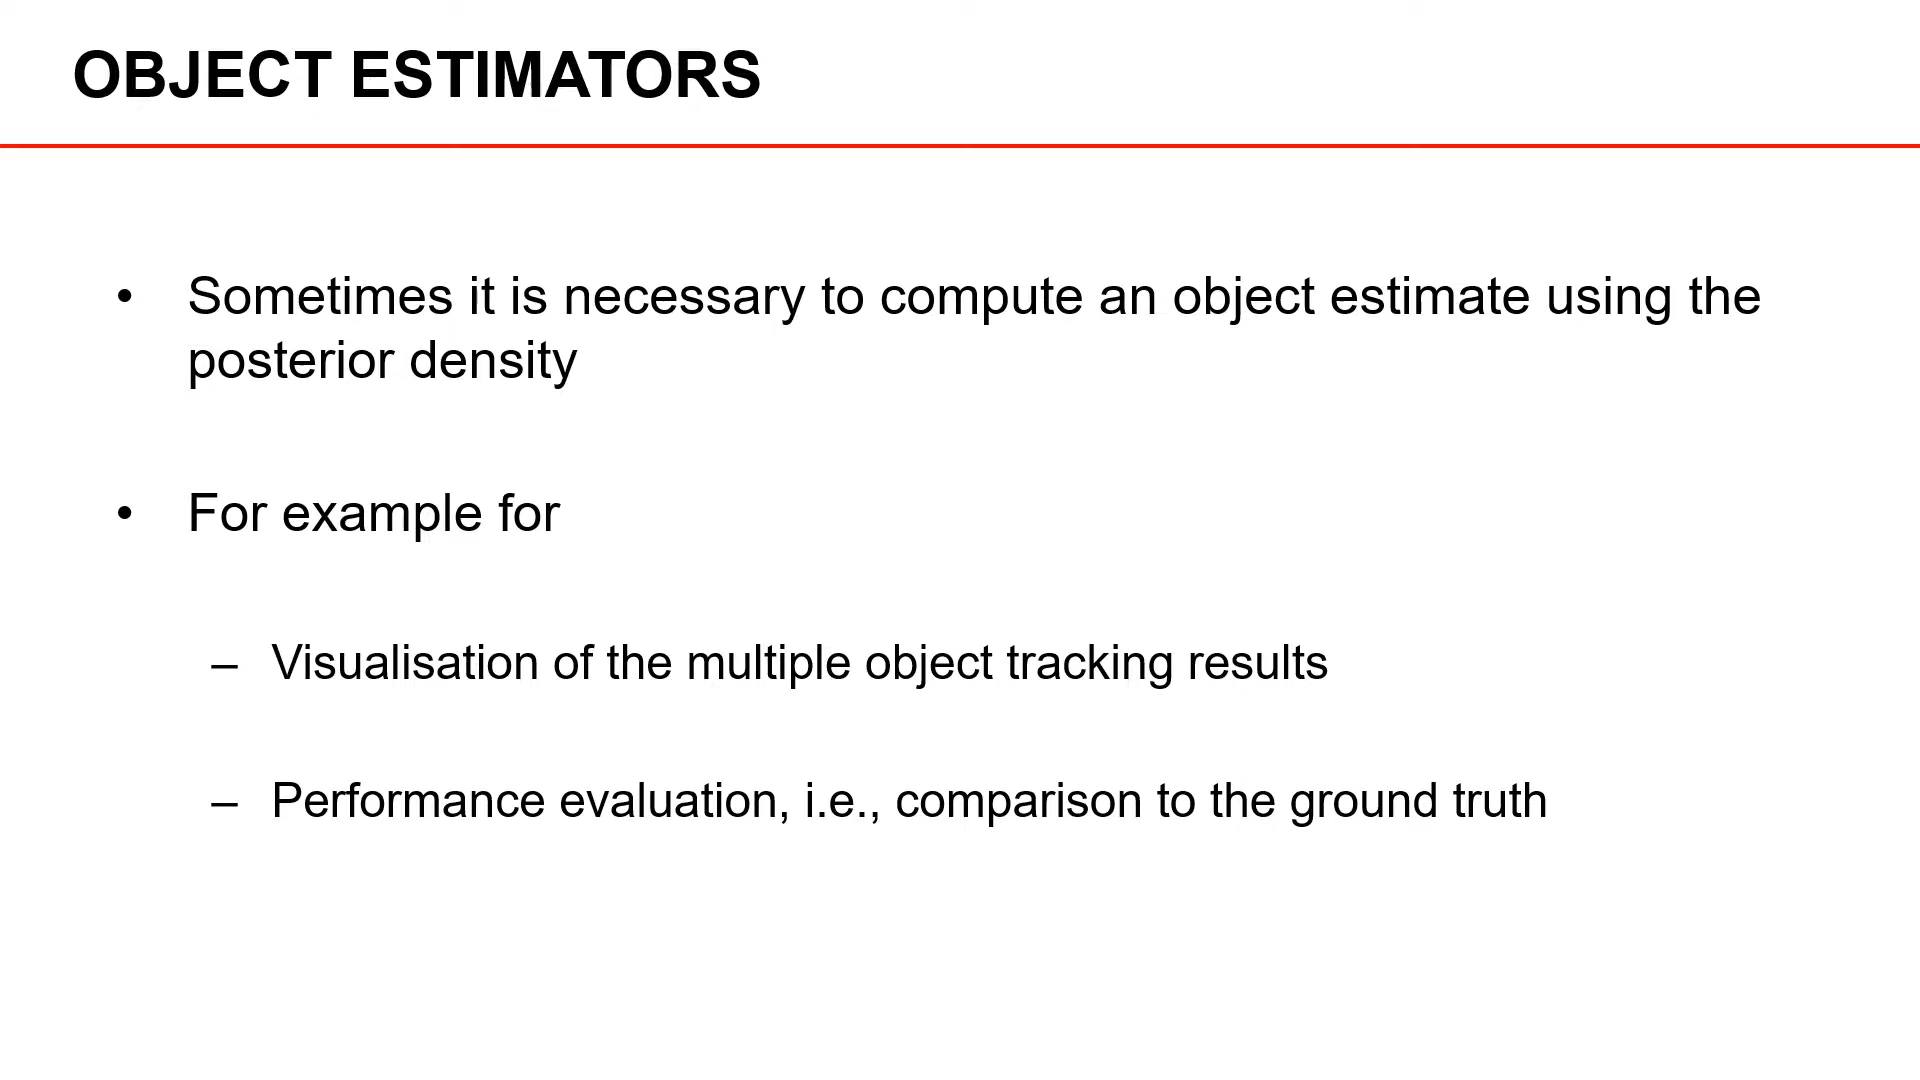 OBJECT ESTIMATORS
• Sometimes it is necessary to compute an object estimate using the
posterior density
• For example for
– Visualisation of the multiple object tracking results
– Performance evaluation, i.e., comparison to the ground truth